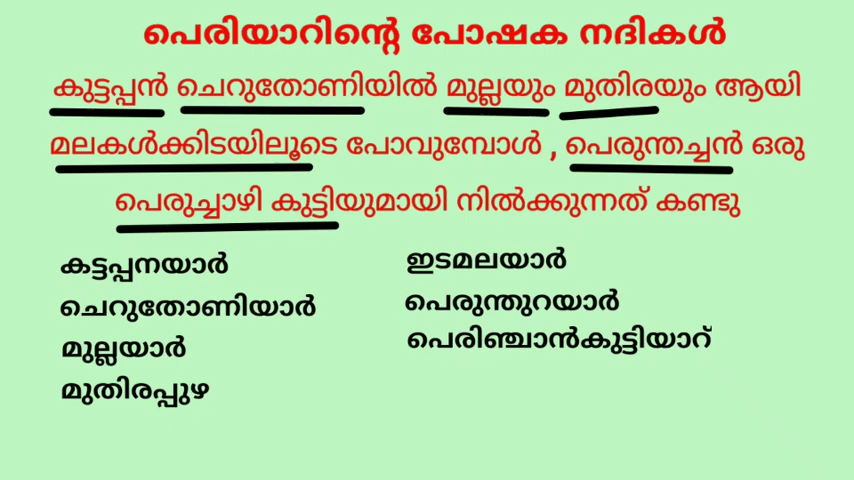 പെരിയാറിന്റെ പോഷക നദികൾ
കുട്ടപ്പൻ ചെറുതോണിയിൽ മുല്ലയും മുതിരയും ആയി
മലകൾക്കിടയിലൂടെ പോവുമ്പോൾ , പെരുന്തച്ചൻ ഒരു
പെരുച്ചാഴി കുട്ടിയുമായി നിൽക്കുന്നത് കണ്ടു
കട്ടപ്പനയാർ
ചെറുതോണിയാർ
മുല്ലയാർ
മുതിരപ്പുഴ
ഇടമലയാർ
പെരുന്തുറയാർ
പെരിഞ്ചാൻകുട്ടിയാറ്